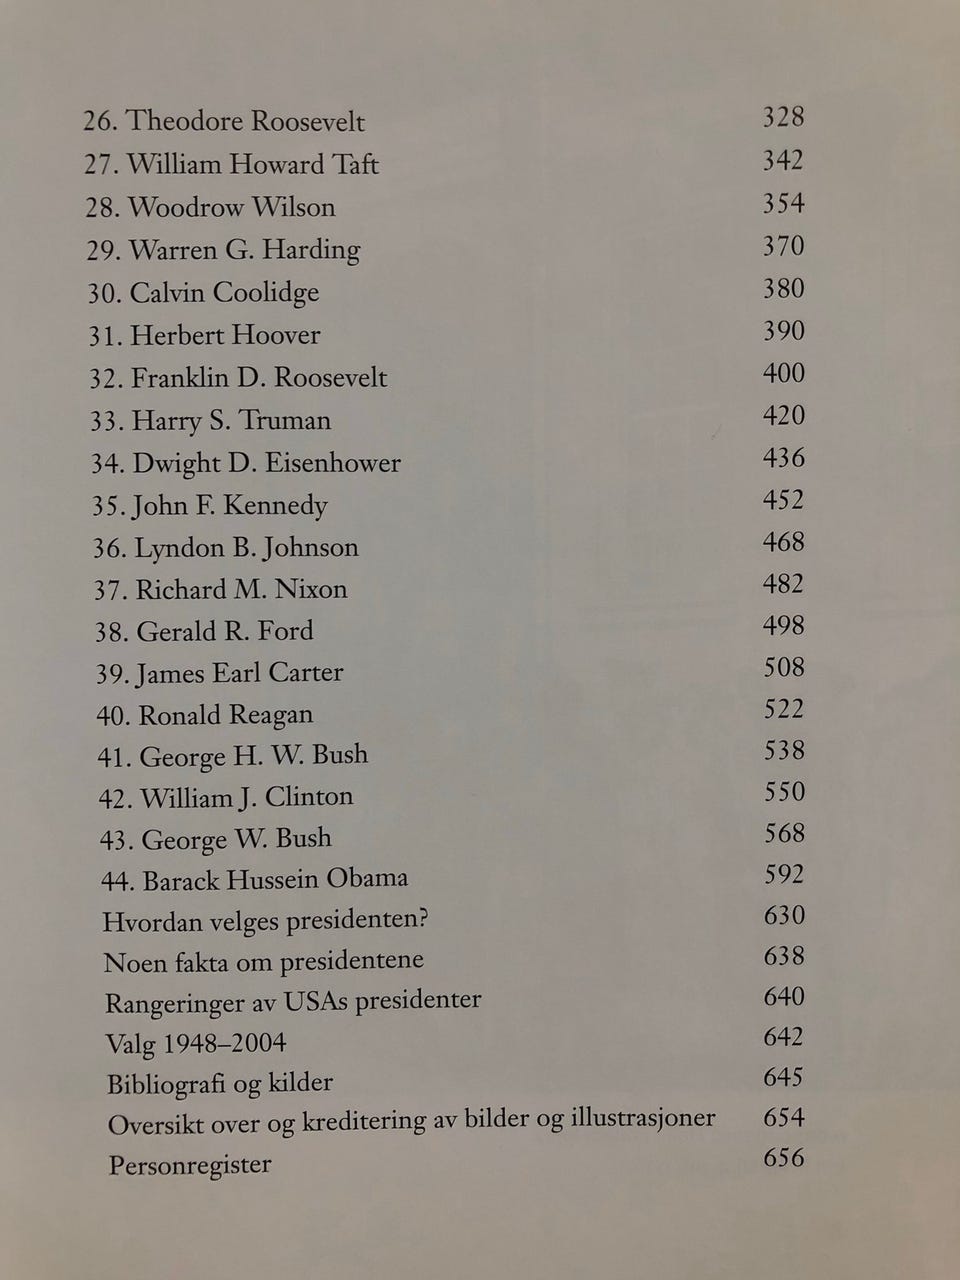 26. Theodore Roosevelt 328
27. William Howard Taft 342
28. Woodrow Wilson 354
29. Warren G. Harding 370
30. Calvin Coolidge 380
31. Herbert Hoover 390
32. Franklin D. Roosevelt 400
33. Harry S. Truman 420
34. Dwight D. Eisenhower 436
35. John F. Kennedy 452
36. Lyndon B. Johnson 468
37. Richard M. Nixon 482
38. Gerald R. Ford 498
39. James Earl Carter 508
40. Ronald Reagan 522
41. George H. W. Bush 538
42. William J. Clinton 550
43. George W. Bush 568
44. Barack Hussein Obama 592
Hvordan velges presidenten? 630
Noen fakta om presidentene 638
Rangeringer av USAs presidenter 640
Valg 1948–2004 642
Bibliografi og kilder 645
Oversikt over og kreditering av bilder og illustrasjoner 654
Personregister 656